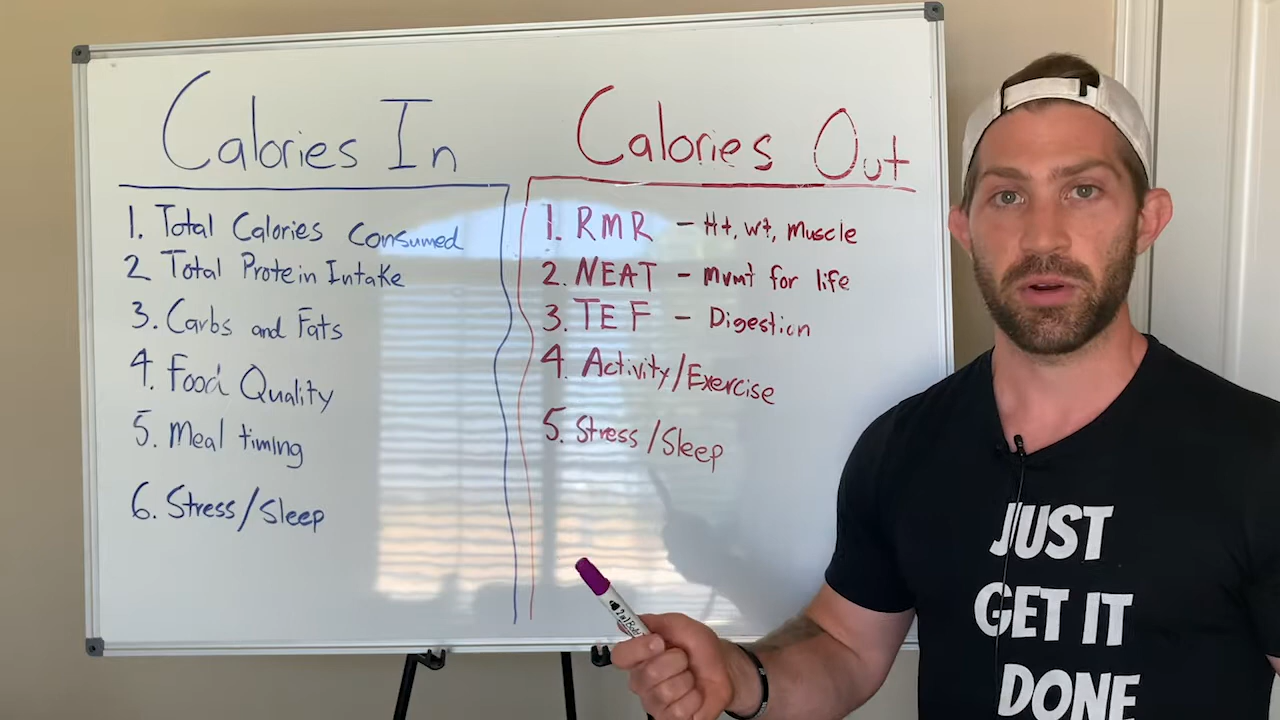 Calories In
1. Total Calories Consumed
2 Total Protein Intake
3. Carbs and Fats
4. Food Quality
5. Meal timing
6. Stress/Sleep
Calories Out
1. RMR - Ht, wt, Muscle
2. NEAT - mvmt for life
3. TEF - Digestion
4. Activity/Exercise
5. Stress/Sleep
JUST
GET IT
DONE